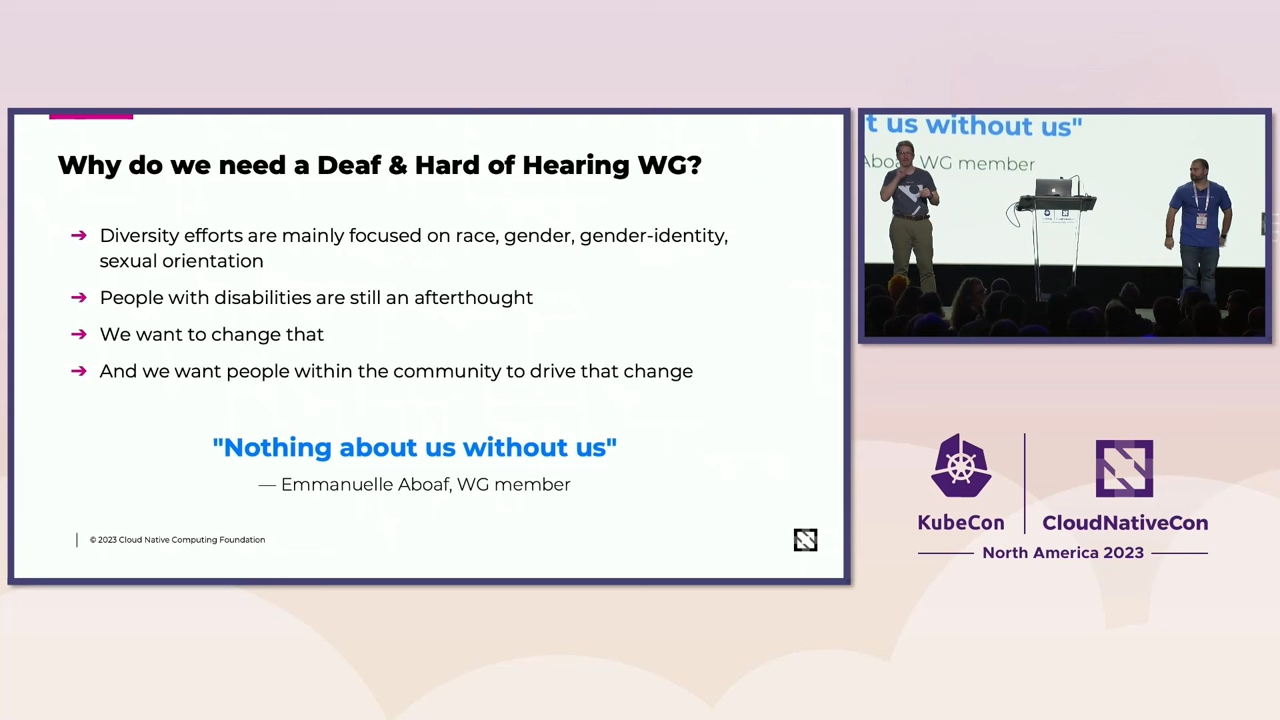 Why do we need a Deaf & Hard of Hearing WG?
➔ Diversity efforts are mainly focused on race, gender, gender-identity,
sexual orientation
➔ People with disabilities are still an afterthought
➔ We want to change that
➔ And we want people within the community to drive that change
"Nothing about us without us"
— Emmanuelle Aboaf, WG member
© 2023 Cloud Native Computing Foundation
t us without us"
Aboaf, WG member
KubeCon
CloudNativeCon
North America 2023